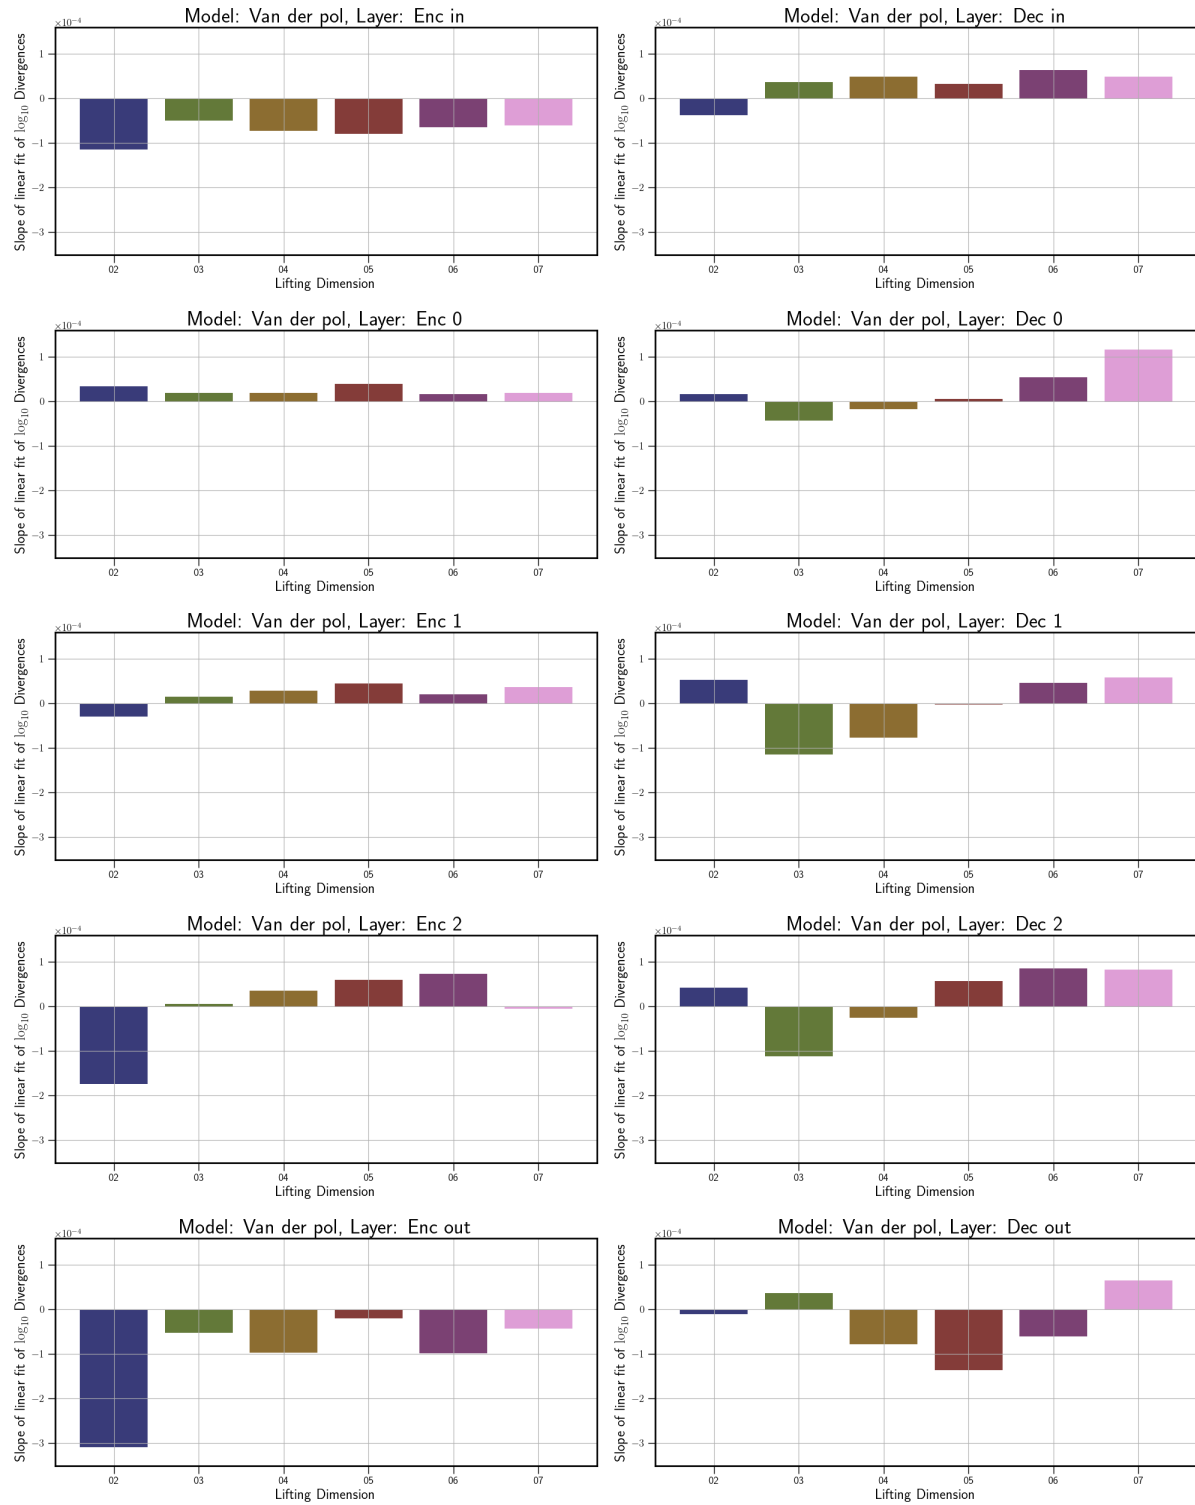 Model: Van der pol, Layer: Enc in
×10⁻⁴
Slope of linear fit of log₁₀ Divergences
1
0
−1
−2
−3
02 03 04 05 06 07
Lifting Dimension
Model: Van der pol, Layer: Dec in
×10⁻⁴
Slope of linear fit of log₁₀ Divergences
1
0
−1
−2
−3
02 03 04 05 06 07
Lifting Dimension
Model: Van der pol, Layer: Enc 0
×10⁻⁴
Slope of linear fit of log₁₀ Divergences
1
0
−1
−2
−3
02 03 04 05 06 07
Lifting Dimension
Model: Van der pol, Layer: Dec 0
×10⁻⁴
Slope of linear fit of log₁₀ Divergences
1
0
−1
−2
−3
02 03 04 05 06 07
Lifting Dimension
Model: Van der pol, Layer: Enc 1
×10⁻⁴
Slope of linear fit of log₁₀ Divergences
1
0
−1
−2
−3
02 03 04 05 06 07
Lifting Dimension
Model: Van der pol, Layer: Dec 1
×10⁻⁴
Slope of linear fit of log₁₀ Divergences
1
0
−1
−2
−3
02 03 04 05 06 07
Lifting Dimension
Model: Van der pol, Layer: Enc 2
×10⁻⁴
Slope of linear fit of log₁₀ Divergences
1
0
−1
−2
−3
02 03 04 05 06 07
Lifting Dimension
Model: Van der pol, Layer: Dec 2
×10⁻⁴
Slope of linear fit of log₁₀ Divergences
1
0
−1
−2
−3
02 03 04 05 06 07
Lifting Dimension
Model: Van der pol, Layer: Enc out
×10⁻⁴
Slope of linear fit of log₁₀ Divergences
1
0
−1
−2
−3
02 03 04 05 06 07
Lifting Dimension
Model: Van der pol, Layer: Dec out
×10⁻⁴
Slope of linear fit of log₁₀ Divergences
1
0
−1
−2
−3
02 03 04 05 06 07
Lifting Dimension